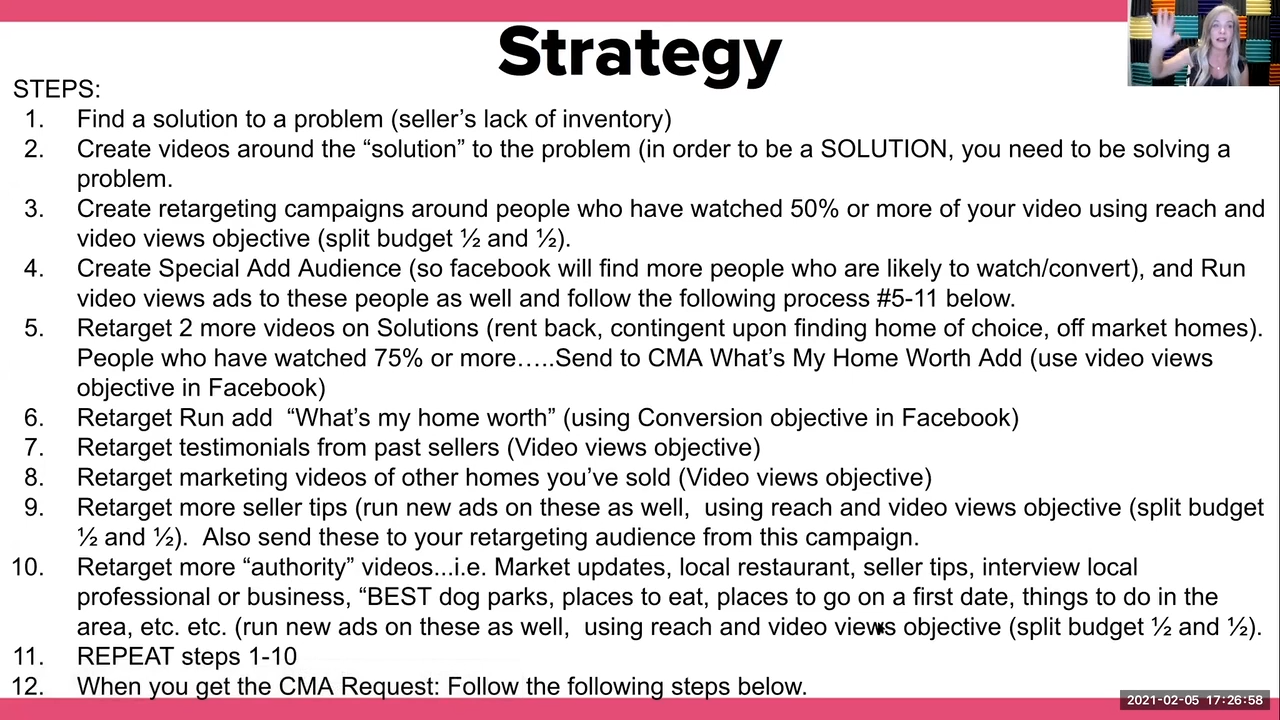 Strategy
STEPS:
1. Find a solution to a problem (seller’s lack of inventory)
2. Create videos around the “solution” to the problem (in order to be a SOLUTION, you need to be solving a
problem.
3. Create retargeting campaigns around people who have watched 50% or more of your video using reach and
video views objective (split budget ½ and ½).
4. Create Special Add Audience (so facebook will find more people who are likely to watch/convert), and Run
video views ads to these people as well and follow the following process #5-11 below.
5. Retarget 2 more videos on Solutions (rent back, contingent upon finding home of choice, off market homes).
People who have watched 75% or more…..Send to CMA What’s My Home Worth Add (use video views
objective in Facebook)
6. Retarget Run add  “What’s my home worth” (using Conversion objective in Facebook)
7. Retarget testimonials from past sellers (Video views objective)
8. Retarget marketing videos of other homes you’ve sold (Video views objective)
9. Retarget more seller tips (run new ads on these as well,  using reach and video views objective (split budget
½ and ½).  Also send these to your retargeting audience from this campaign.
10. Retarget more “authority” videos...i.e. Market updates, local restaurant, seller tips, interview local
professional or business, “BEST dog parks, places to eat, places to go on a first date, things to do in the
area, etc. etc. (run new ads on these as well,  using reach and video views objective (split budget ½ and ½).
11. REPEAT steps 1-10
12. When you get the CMA Request: Follow the following steps below.
2021-02-05 17:26:58